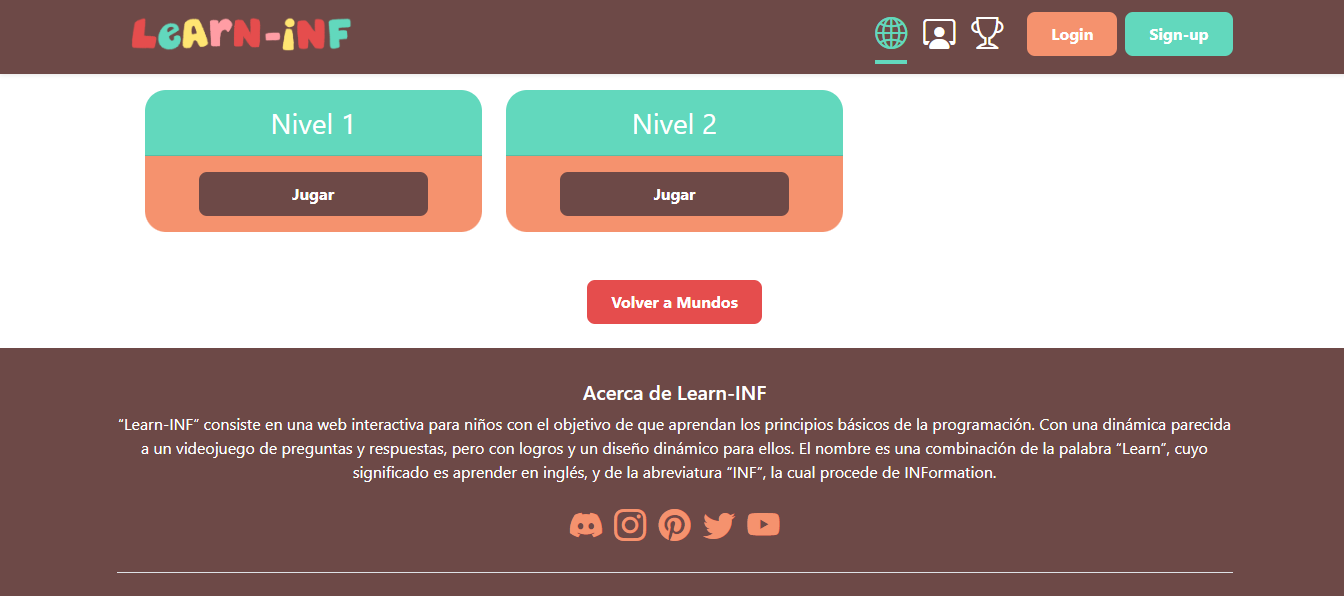 LeArn-iNF
Login
Sign-up
Nivel 1
Nivel 2
Jugar
Jugar
Volver a Mundos
Acerca de Learn-INF
“Learn-INF” consiste en una web interactiva para niños con el objetivo de que aprendan los principios básicos de la programación. Con una dinámica parecida
a un videojuego de preguntas y respuestas, pero con logros y un diseño dinámico para ellos. El nombre es una combinación de la palabra “Learn”, cuyo
significado es aprender en inglés, y de la abreviatura “INF”, la cual procede de INFormation.